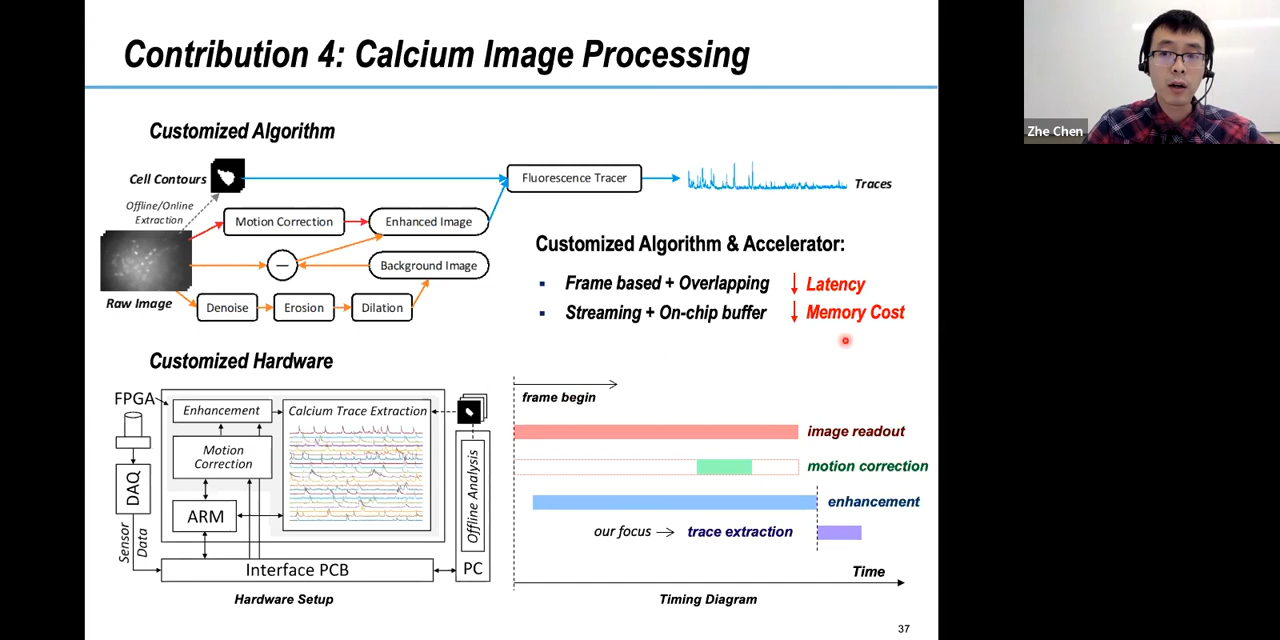 Contribution 4: Calcium Image Processing
Zhe Chen
Customized Algorithm
Cell Contours
Fluorescence Tracer
Traces
Offline/Online
Extraction
Motion Correction
Enhanced Image
—
Background Image
Raw Image
Denoise
Erosion
Dilation
Customized Algorithm & Accelerator:
▪ Frame based + Overlapping ↓ Latency
▪ Streaming + On-chip buffer ↓ Memory Cost
Customized Hardware
FPGA
Enhancement
Calcium Trace Extraction
Motion
Correction
DAQ
ARM
Offline Analysis
Sensor
Data
Interface PCB
PC
Hardware Setup
frame begin
image readout
motion correction
enhancement
our focus → trace extraction
Time
Timing Diagram
37